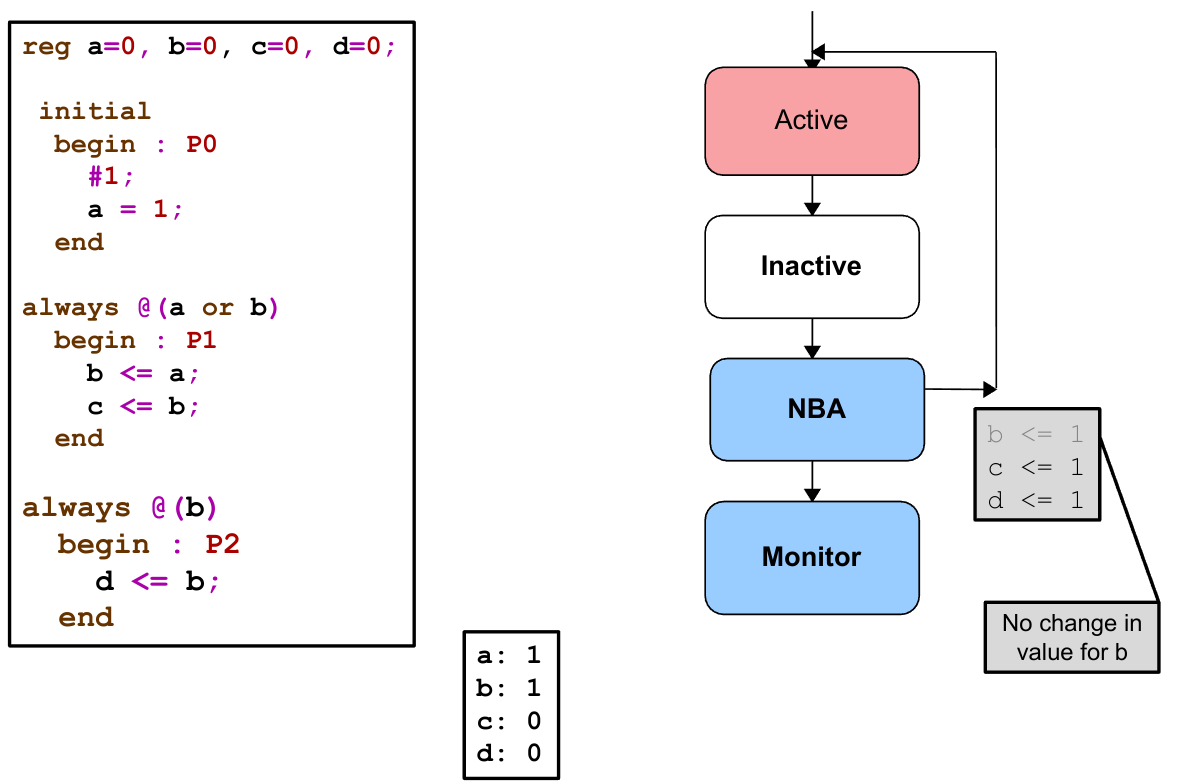 reg a=0, b=0, c=0, d=0;
initial
begin : P0
#1;
a = 1;
end
always @(a or b)
begin : P1
b <= a;
c <= b;
end
always @(b)
begin : P2
d <= b;
end
a: 1
b: 1
c: 0
d: 0
Active
Inactive
NBA
Monitor
b <= 1
c <= 1
d <= 1
No change in
value for b